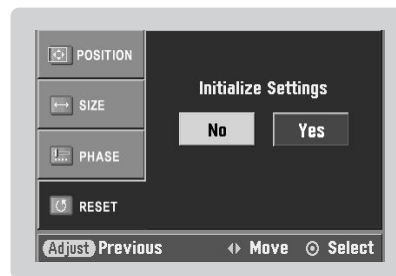 POSITION
SIZE
PHASE
RESET
Initialize Settings
No Yes
Adjust Previous Move Select